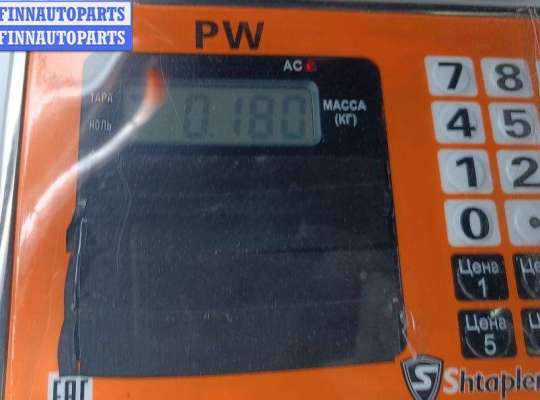 FINNAUTOPARTS
FINNAUTOPARTS
PW
AC
ТАРА
0.180
МАССА
(КГ)
НОЛЬ
7 8
4 5
1 2
0 .
Цена
1
Цена
5
EAC
S Shtapler